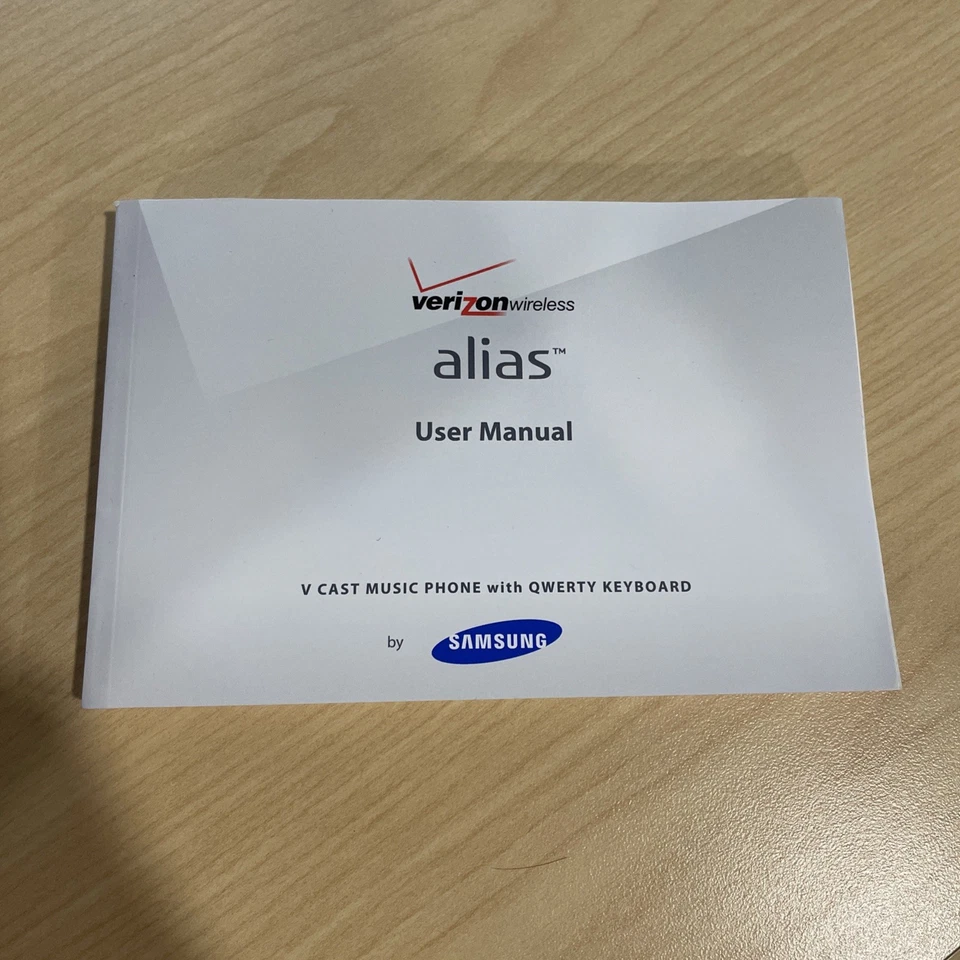 verizonwireless
alias™
User Manual
V CAST MUSIC PHONE with QWERTY KEYBOARD
by SAMSUNG